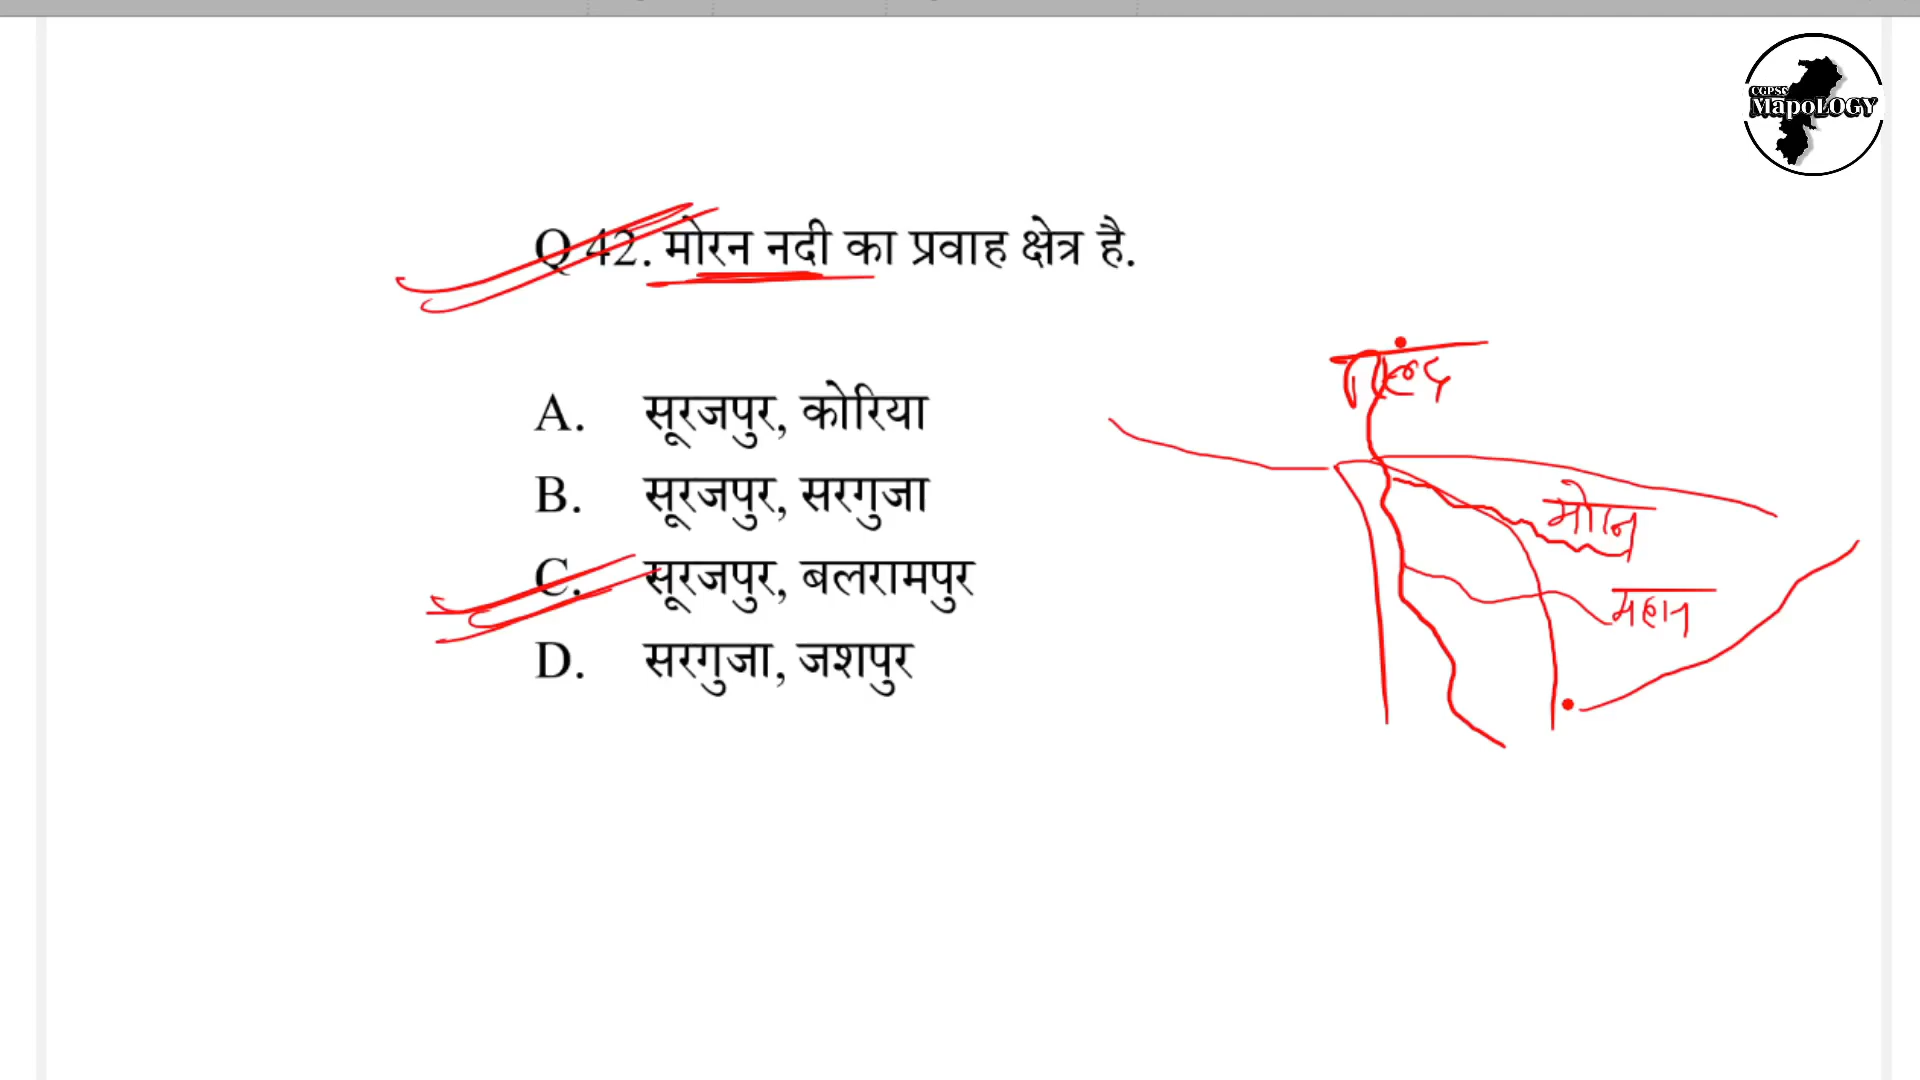 CGPSC
MapoLOGY
Q 42. मोरन नदी का प्रवाह क्षेत्र है.
A. सूरजपुर, कोरिया
B. सूरजपुर, सरगुजा
C. सूरजपुर, बलरामपुर
D. सरगुजा, जशपुर
मोरन
महान